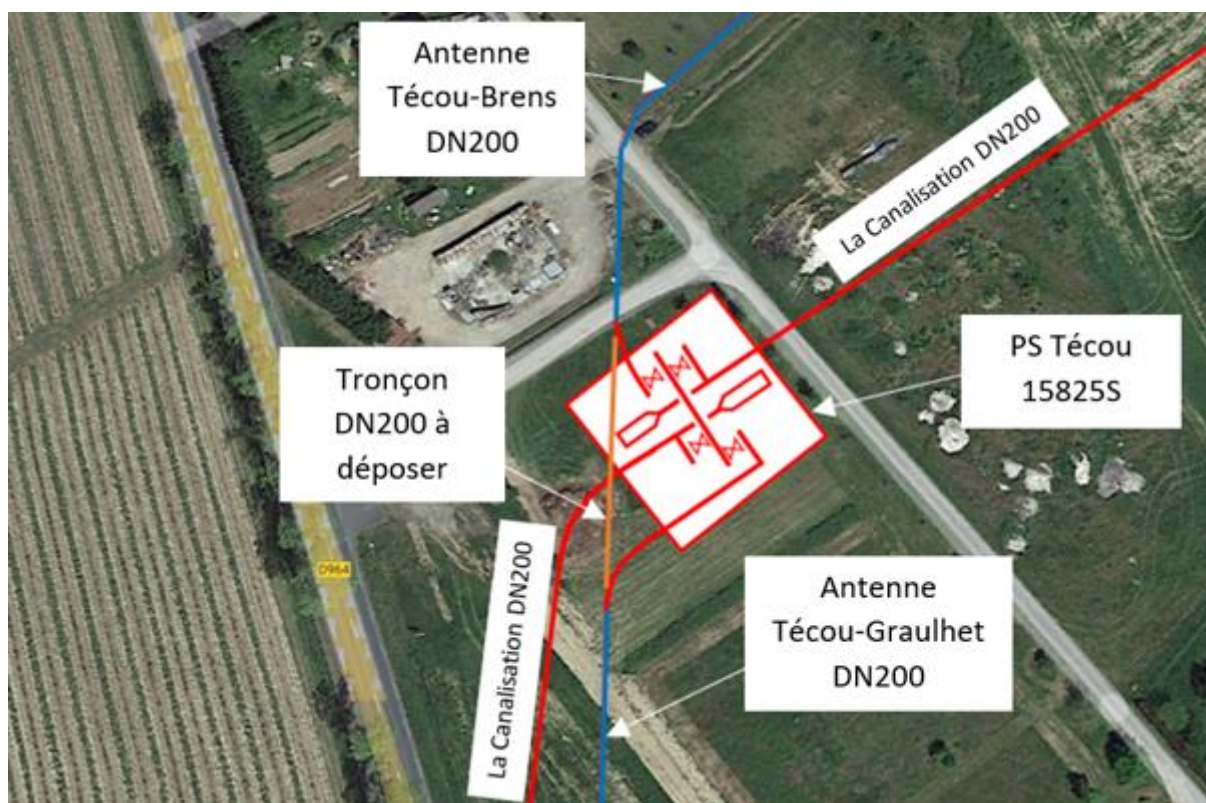 Antenne
Técou-Brens
DN200
La Canalisation DN200
PS Técou
15825S
Tronçon
DN200 à
déposer
D964
La Canalisation DN200
Antenne
Técou-Graulhet
DN200